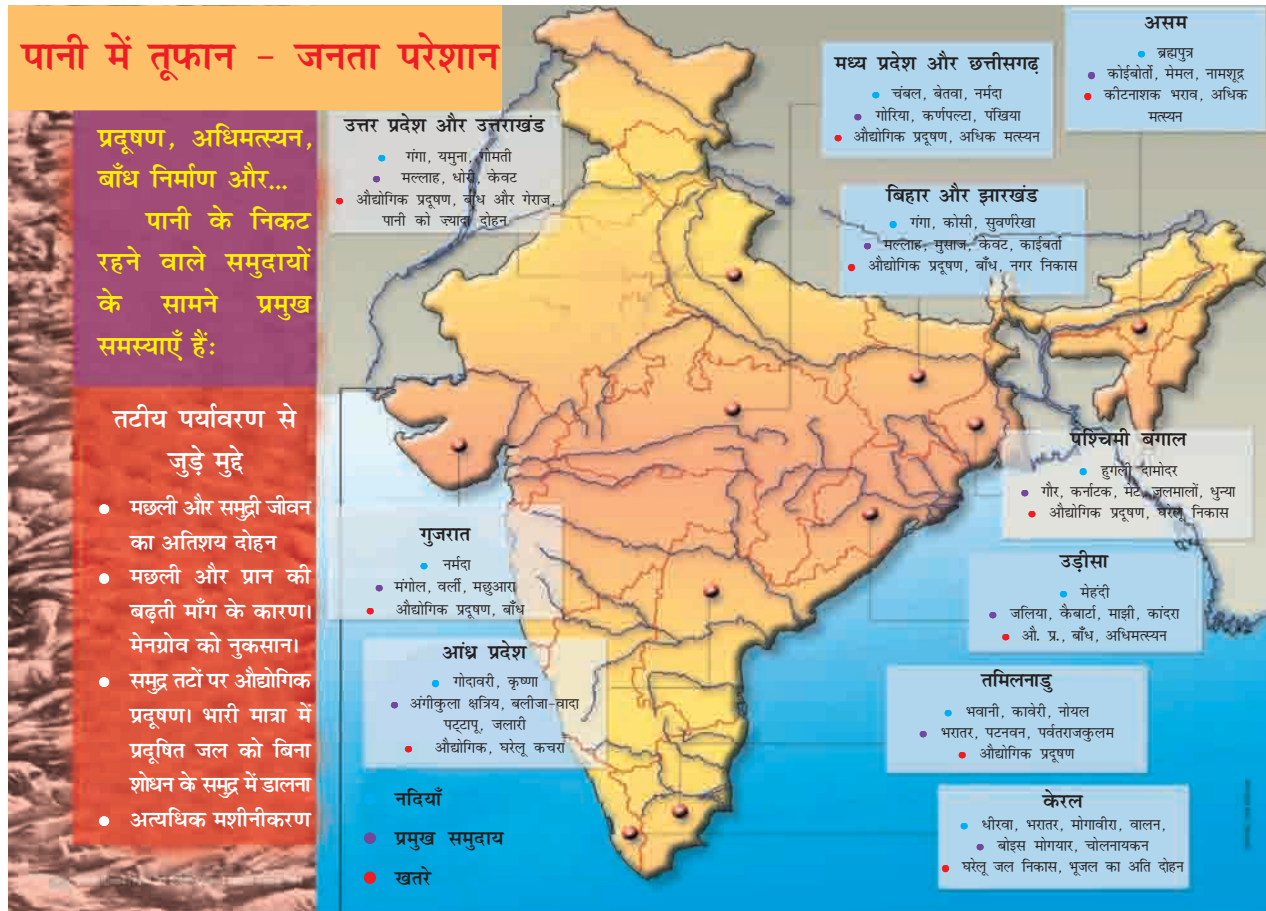 पानी में तूफान – जनता परेशान
प्रदूषण, अधिमत्स्यन,
बाँध निर्माण और...
पानी के निकट
रहने वाले समुदायों
के सामने प्रमुख
समस्याएँ हैं:
तटीय पर्यावरण से
जुड़े मुद्दे
• मछली और समुद्री जीवन
का अतिशय दोहन
• मछली और प्रान की
बढ़ती माँग के कारण।
मेनग्रोव को नुकसान।
• समुद्र तटों पर औद्योगिक
प्रदूषण। भारी मात्रा में
प्रदूषित जल को बिना
शोधन के समुद्र में डालना
• अत्यधिक मशीनीकरण
उत्तर प्रदेश और उत्तराखंड
• गंगा, यमुना, गोमती
• मल्लाह, धोरी, केवट
• औद्योगिक प्रदूषण, बाँध और गेराज,
पानी को ज्यादा दोहन
मध्य प्रदेश और छत्तीसगढ़
• चंबल, बेतवा, नर्मदा
• गोरिया, कर्णपल्टा, पंखिया
• औद्योगिक प्रदूषण, अधिक मत्स्यन
असम
• ब्रह्मपुत्र
• कोईबोर्तो, मेमल, नामशूद्र
• कीटनाशक भराव, अधिक
मत्स्यन
बिहार और झारखंड
• गंगा, कोसी, सुवर्णरेखा
• मल्लाह, मुसाज, केवट, काईबर्ता
• औद्योगिक प्रदूषण, बाँध, नगर निकास
पश्चिमी बंगाल
• हुगली दामोदर
• गौर, कर्नाटक, मेटे, जलमालों, धुन्या
• औद्योगिक प्रदूषण, घरेलू निकास
गुजरात
• नर्मदा
• मंगोल, वर्ली, मछुआरा
• औद्योगिक प्रदूषण, बाँध
उड़ीसा
• मेहंदी
• जलिया, कैबार्टा, माझी, कांदरा
• औ. प्र., बाँध, अधिमत्स्यन
आंध्र प्रदेश
• गोदावरी, कृष्णा
• अंगीकुला क्षत्रिय, बलीजा-वादा
पट्टापू, जलारी
• औद्योगिक, घरेलू कचरा
तमिलनाडु
• भवानी, कावेरी, नोयल
• भरातर, पटनवन, पर्वतराजकुलम
• औद्योगिक प्रदूषण
केरल
• धीरवा, भरातर, मोगावीरा, वालन,
• बोइस मोगयार, चोलनायकन
• घरेलू जल निकास, भूजल का अति दोहन
नदियाँ
• प्रमुख समुदाय
• खतरे